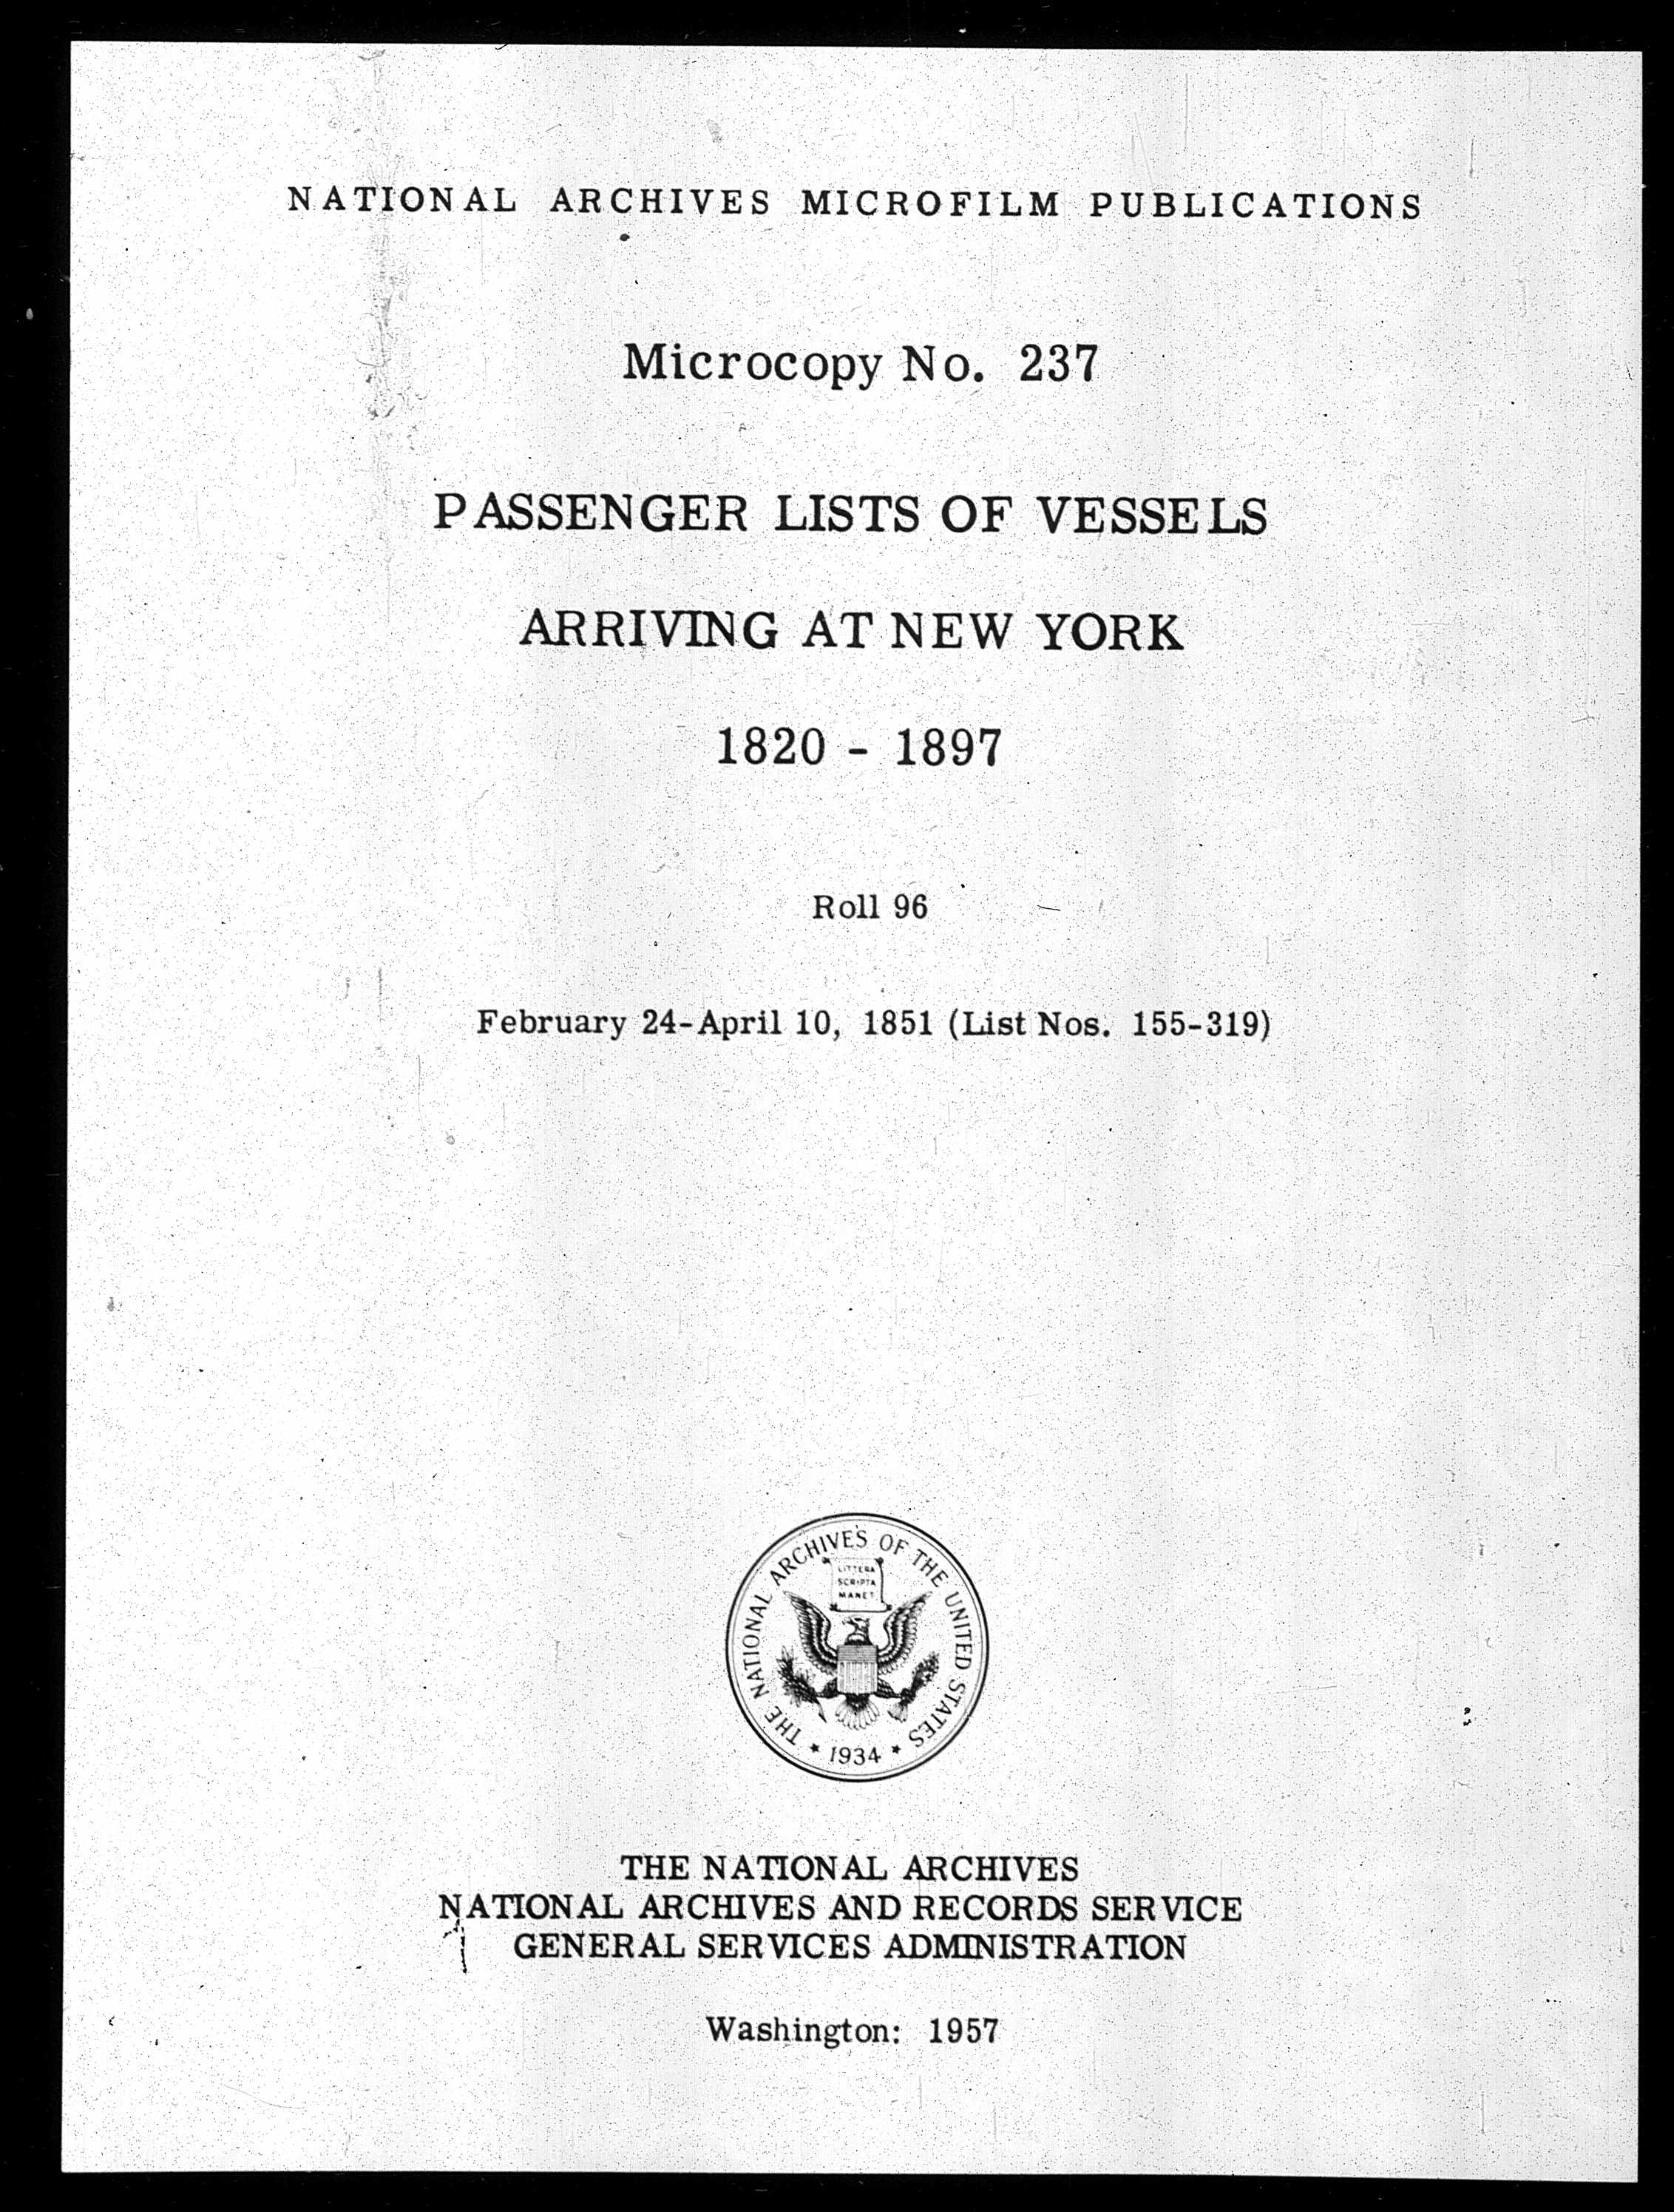 NATIONAL ARCHIVES MICROFILM PUBLICATIONS
Microcopy No. 237
PASSENGER LISTS OF VESSELS
ARRIVING AT NEW YORK
1820 - 1897
Roll 96
February 24-April 10, 1851 (List Nos. 155-319)
THE NATIONAL ARCHIVES OF THE UNITED STATES
LITTERA
SCRIPTA
MANET
★ 1934 ★
THE NATIONAL ARCHIVES
NATIONAL ARCHIVES AND RECORDS SERVICE
GENERAL SERVICES ADMINISTRATION
Washington: 1957